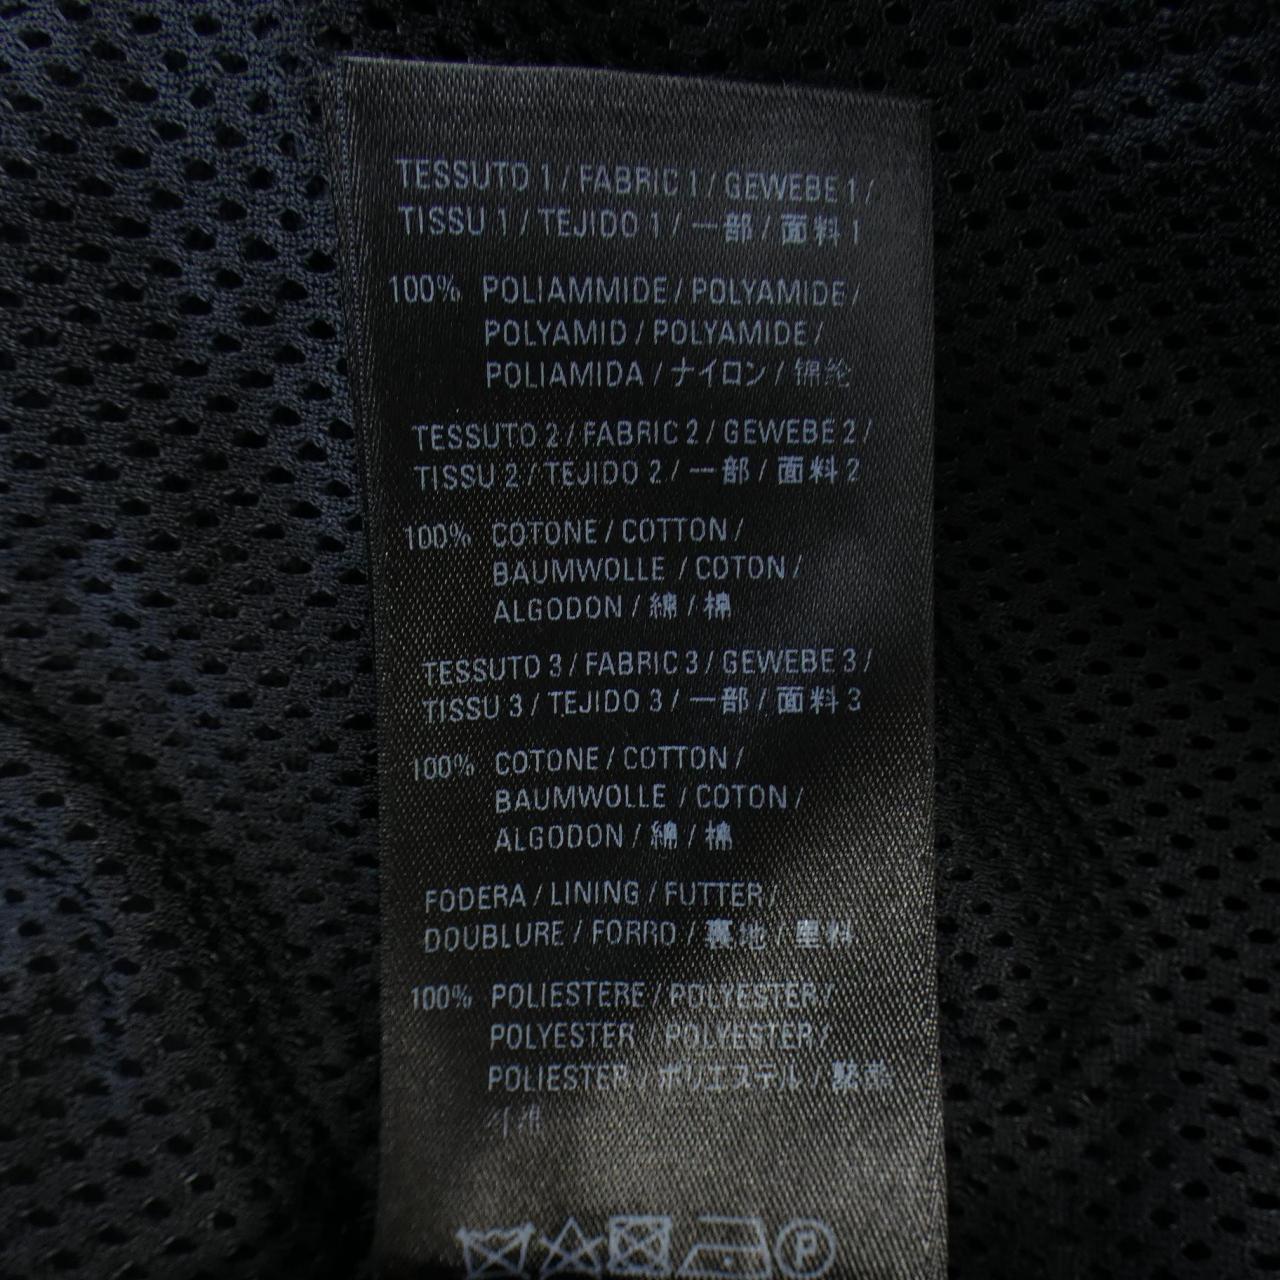 TESSUTO 1 / FABRIC 1 / GEWEBE 1 /
TISSU 1 / TEJIDO 1 / 一部 / 面料 1
100% POLIAMMIDE / POLYAMIDE /
POLYAMID / POLYAMIDE /
POLIAMIDA / ナイロン / 锦纶
TESSUTO 2 / FABRIC 2 / GEWEBE 2 /
TISSU 2 / TEJIDO 2 / 一部 / 面料 2
100% COTONE / COTTON /
BAUMWOLLE / COTON /
ALGODON / 綿 / 棉
TESSUTO 3 / FABRIC 3 / GEWEBE 3 /
TISSU 3 / TEJIDO 3 / 一部 / 面料 3
100% COTONE / COTTON /
BAUMWOLLE / COTON /
ALGODON / 綿 / 棉
FODERA / LINING / FUTTER /
DOUBLURE / FORRO / 裏地 / 里料
100% POLIESTERE / POLYESTER /
POLYESTER / POLYESTER /
POLIESTER / ポリエステル / 聚酯
P